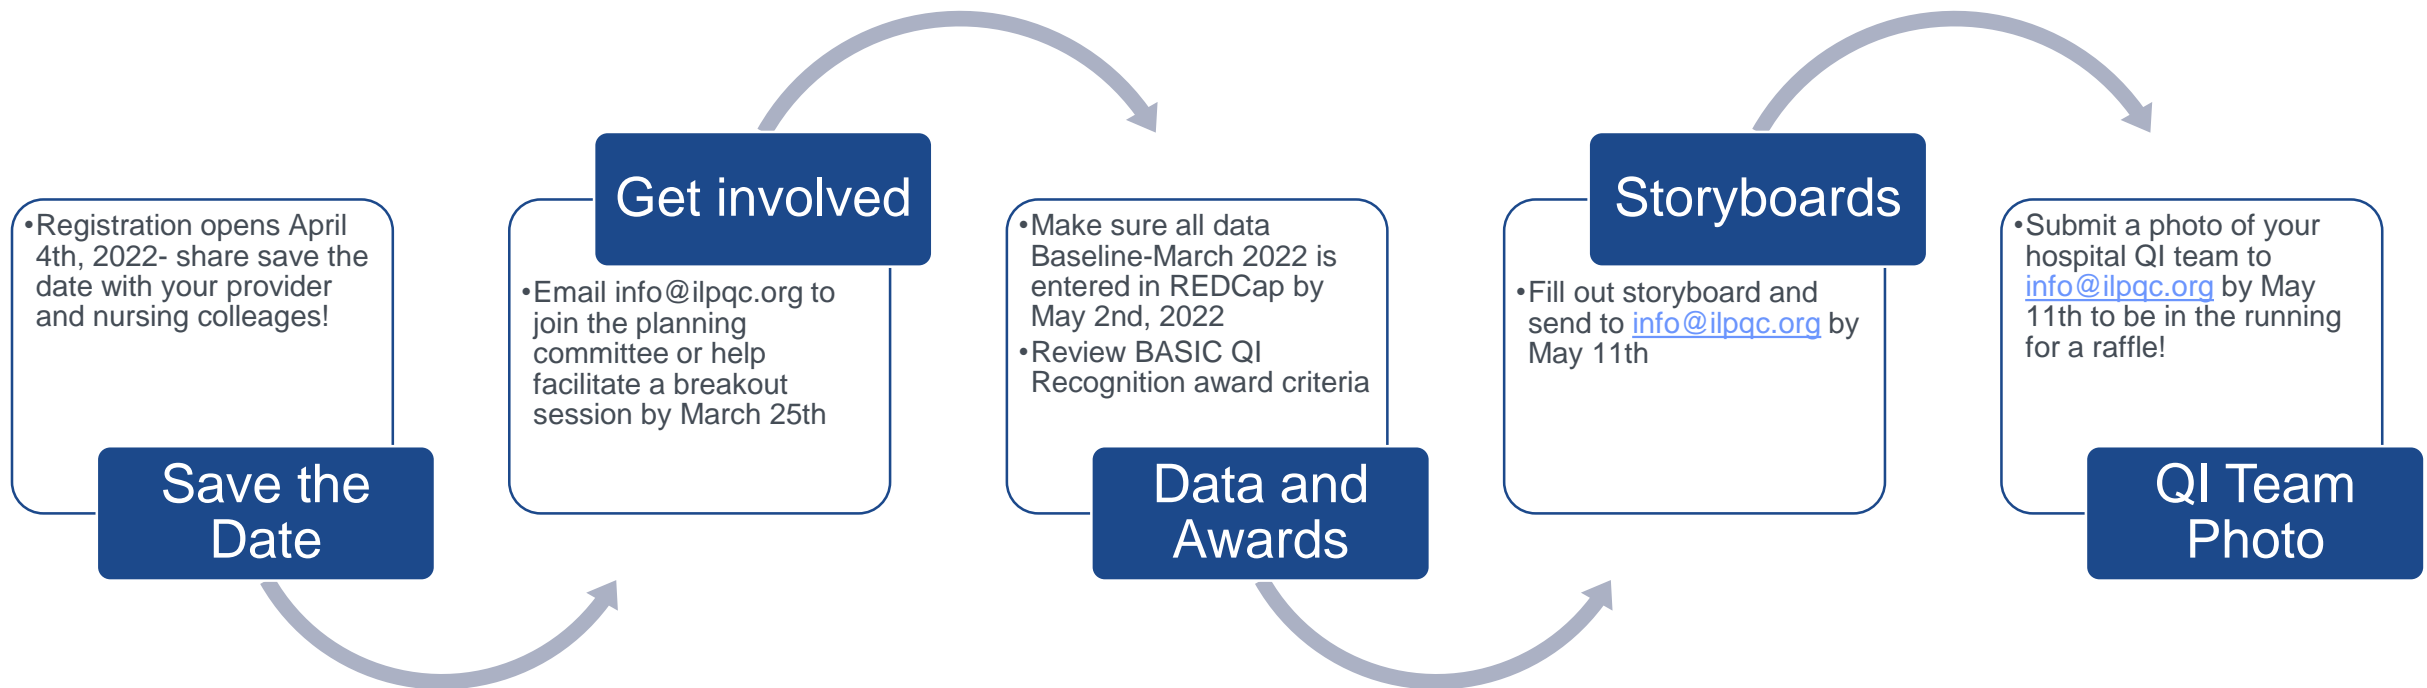 •Registration opens April
4th, 2022- share save the
date with your provider
and nursing colleages!
Save the
Date
Get involved
•Email info@ilpqc.org to
join the planning
committee or help
facilitate a breakout
session by March 25th
•Make sure all data
Baseline-March 2022 is
entered in REDCap by
May 2nd, 2022
•Review BASIC QI
Recognition award criteria
Data and
Awards
Storyboards
•Fill out storyboard and
send to info@ilpqc.org by
May 11th
•Submit a photo of your
hospital QI team to
info@ilpqc.org by May
11th to be in the running
for a raffle!
QI Team
Photo